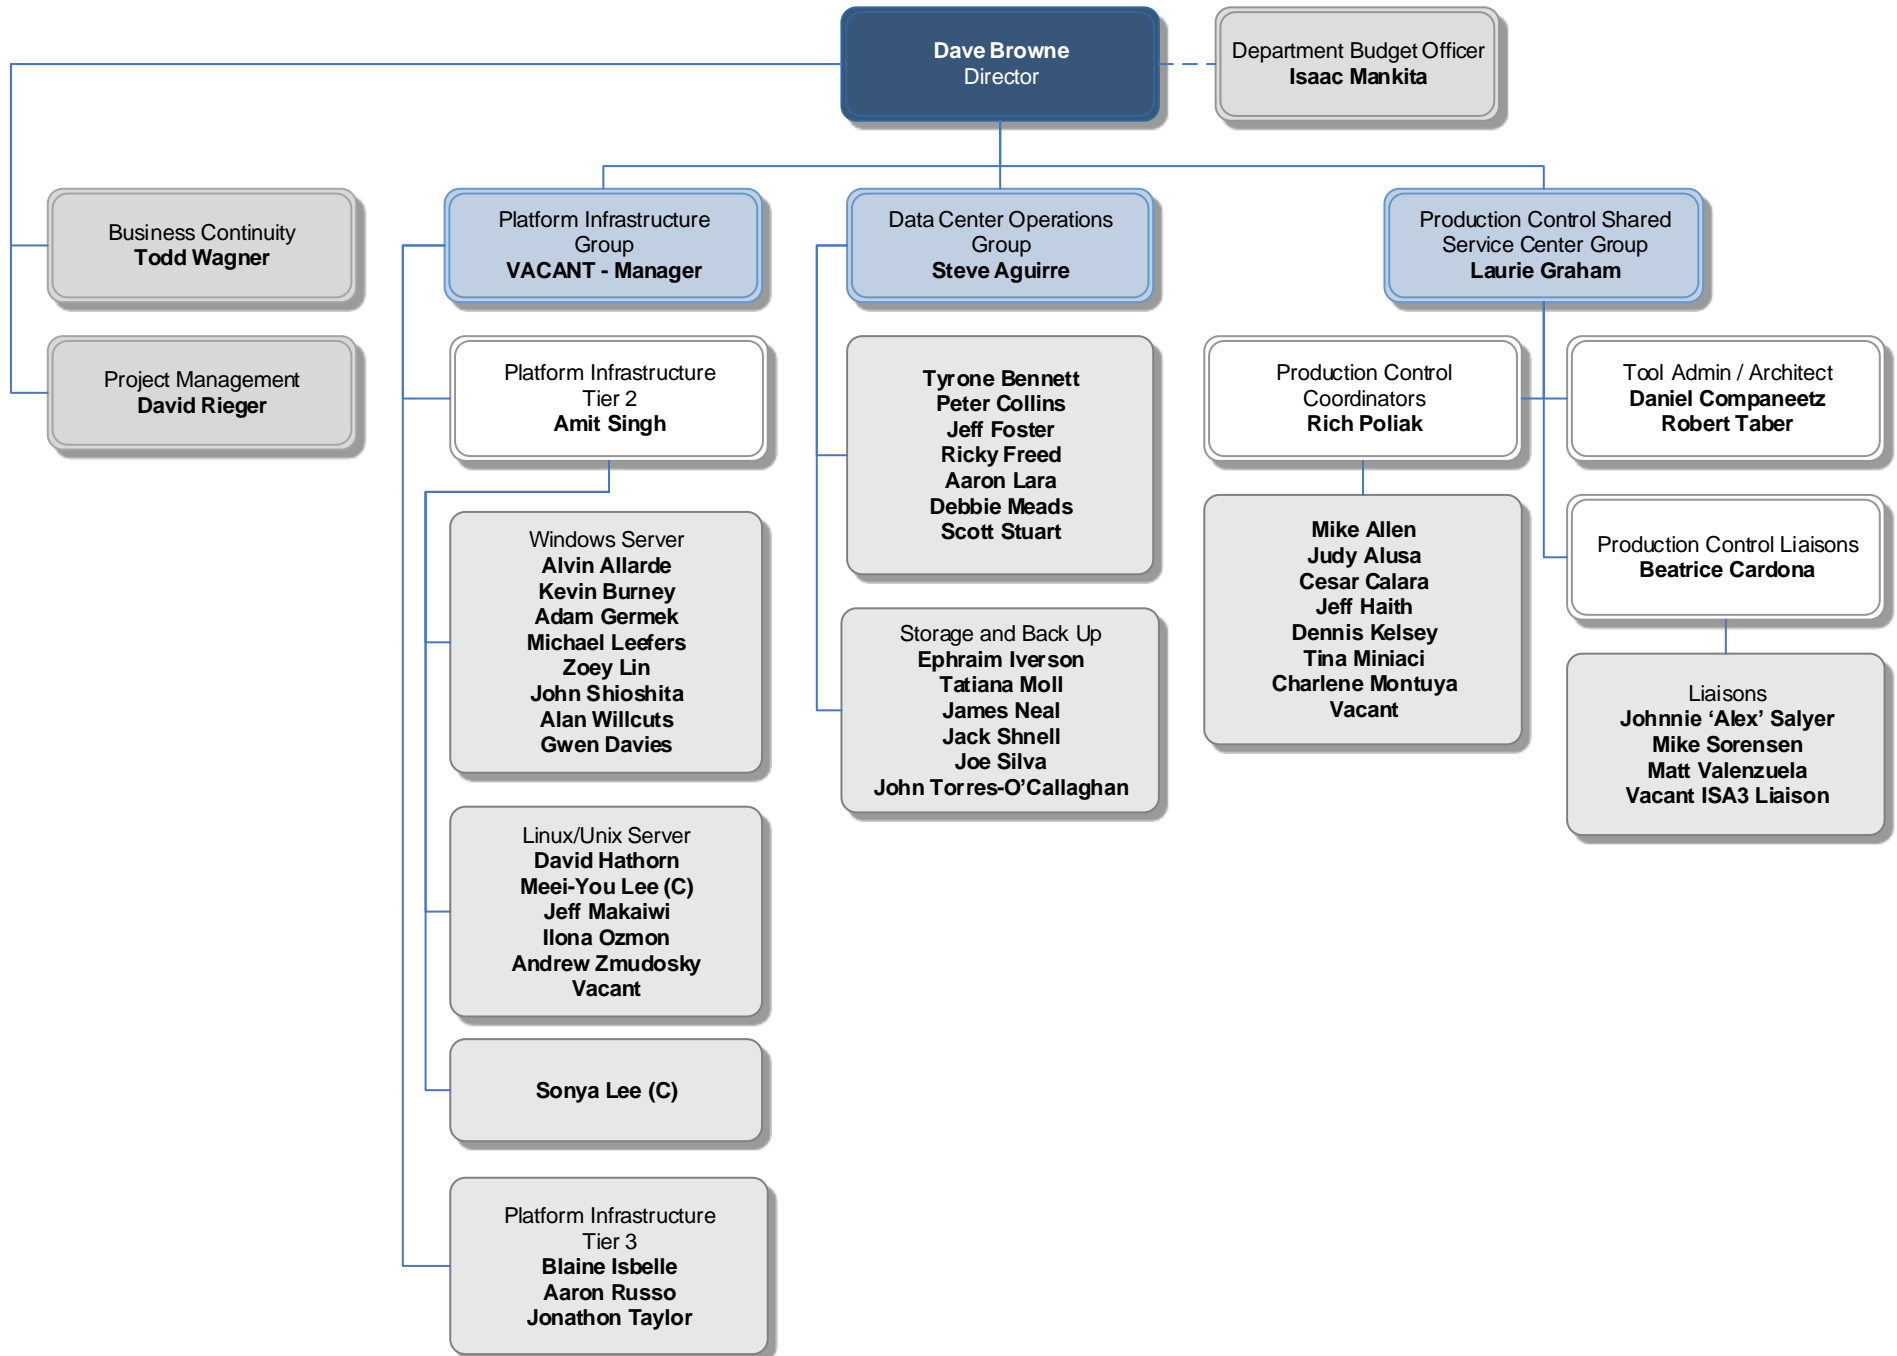 Dave Browne
Director
Department Budget Officer
Isaac Mankita
Business Continuity
Todd Wagner
Project Management
David Rieger
Platform Infrastructure
Group
VACANT - Manager
Platform Infrastructure
Tier 2
Amit Singh
Windows Server
Alvin Allarde
Kevin Burney
Adam Germek
Michael Leefers
Zoey Lin
John Shioshita
Alan Willcuts
Gwen Davies
Linux/Unix Server
David Hathorn
Meei-You Lee (C)
Jeff Makaiwi
Ilona Ozmon
Andrew Zmudosky
Vacant
Sonya Lee (C)
Platform Infrastructure
Tier 3
Blaine Isbelle
Aaron Russo
Jonathon Taylor
Data Center Operations
Group
Steve Aguirre
Tyrone Bennett
Peter Collins
Jeff Foster
Ricky Freed
Aaron Lara
Debbie Meads
Scott Stuart
Storage and Back Up
Ephraim Iverson
Tatiana Moll
James Neal
Jack Shnell
Joe Silva
John Torres-O’Callaghan
Production Control Shared
Service Center Group
Laurie Graham
Production Control
Coordinators
Rich Poliak
Mike Allen
Judy Alusa
Cesar Calara
Jeff Haith
Dennis Kelsey
Tina Miniaci
Charlene Montuya
Vacant
Tool Admin / Architect
Daniel Companeetz
Robert Taber
Production Control Liaisons
Beatrice Cardona
Liaisons
Johnnie ‘Alex’ Salyer
Mike Sorensen
Matt Valenzuela
Vacant ISA3 Liaison